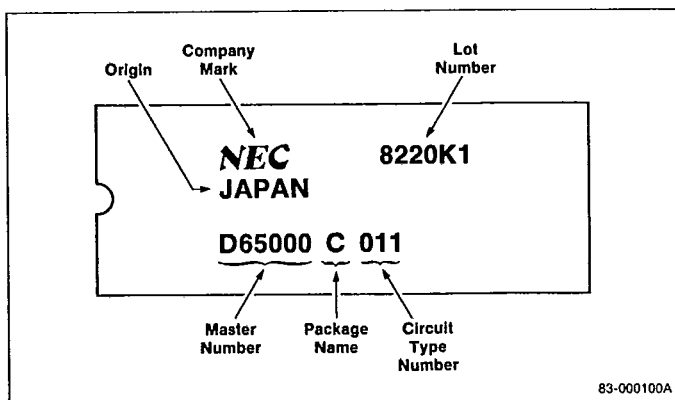 Company Mark
Origin
Lot Number
NEC
8220K1
JAPAN
D65000 C 011
Master Number
Package Name
Circuit Type Number
83-000100A